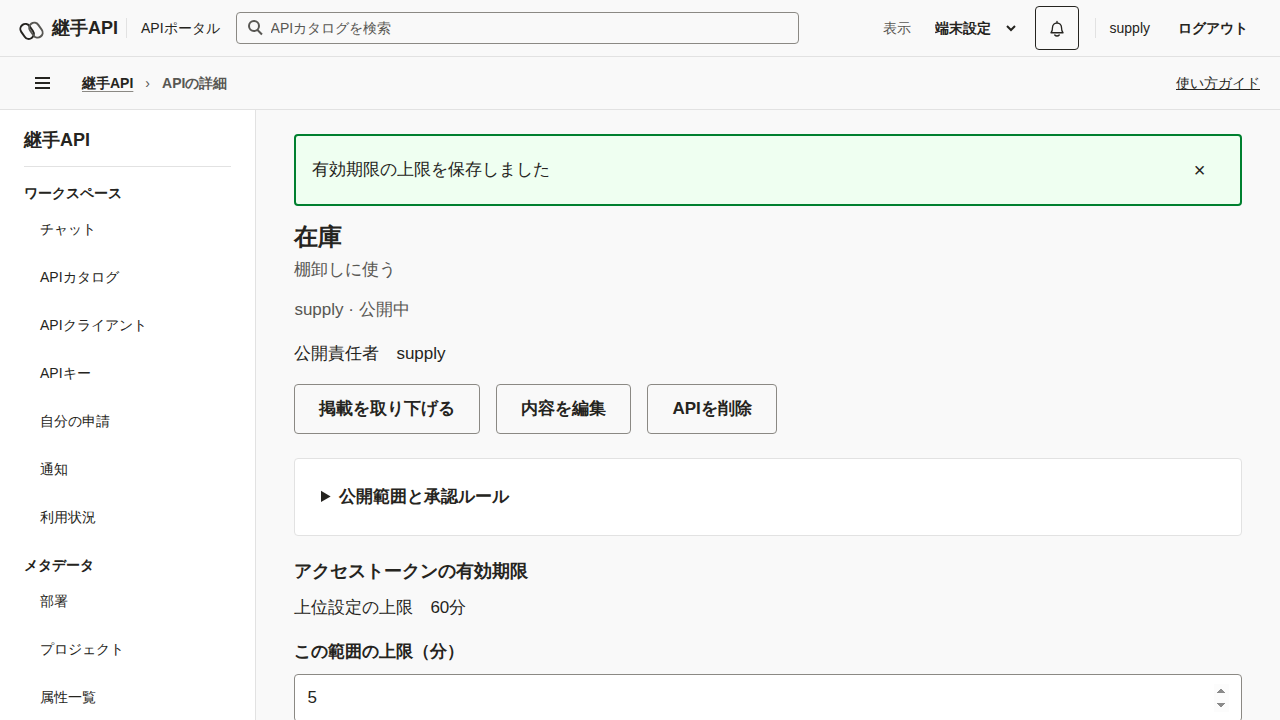 継手API
APIポータル
APIカタログを検索
表示
端末設定
supply
ログアウト
継手API › APIの詳細
使い方ガイド
継手API
ワークスペース
チャット
APIカタログ
APIクライアント
APIキー
自分の申請
通知
利用状況
メタデータ
部署
プロジェクト
属性一覧
有効期限の上限を保存しました
×
在庫
棚卸しに使う
supply · 公開中
公開責任者 supply
掲載を取り下げる
内容を編集
APIを削除
公開範囲と承認ルール
アクセストークンの有効期限
上位設定の上限 60分
この範囲の上限（分）
5